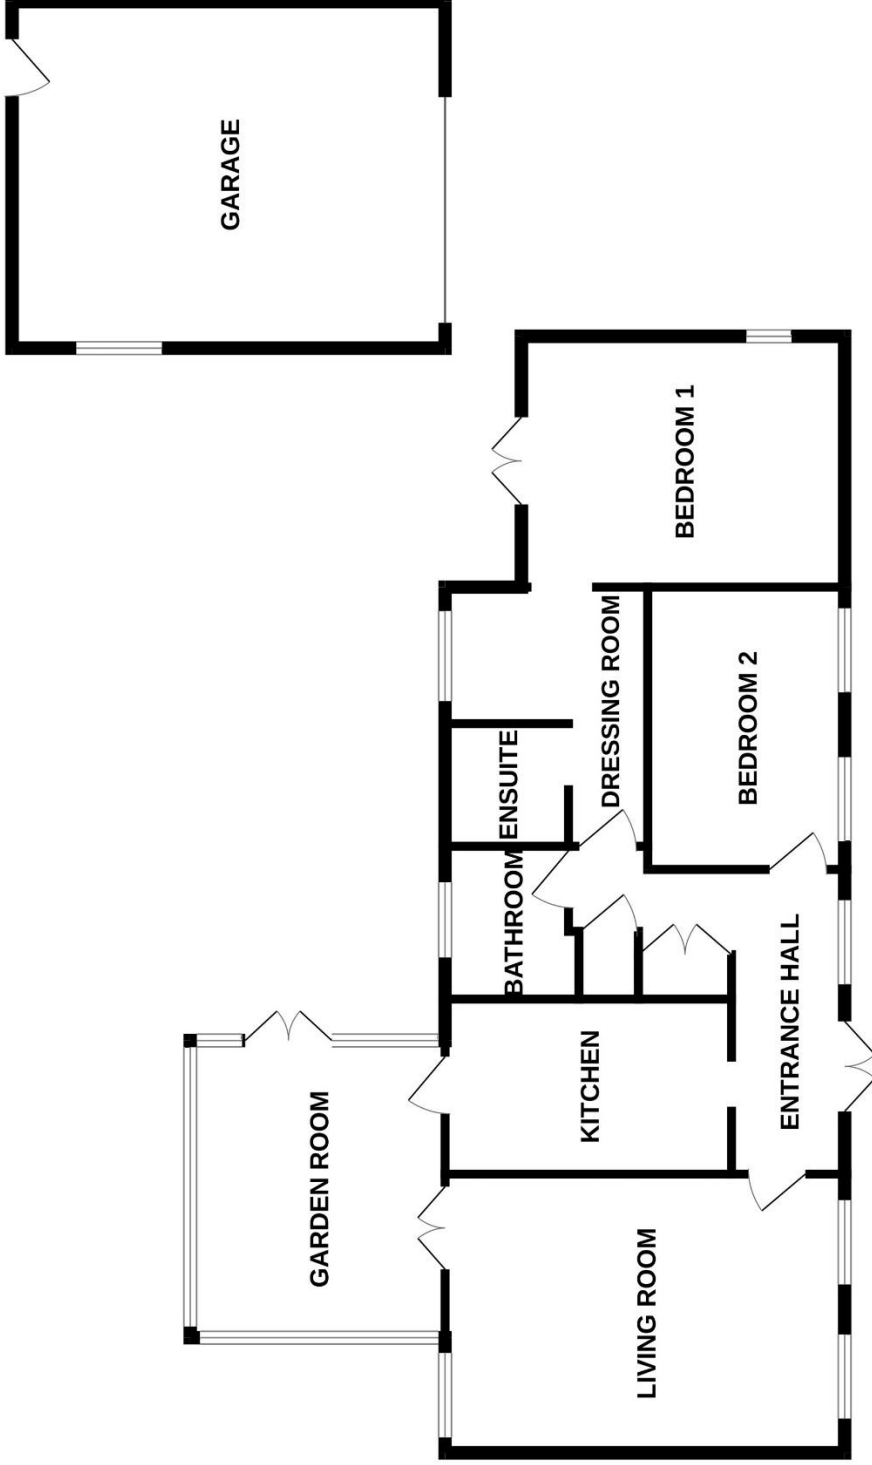 GARAGE
BEDROOM 1
DRESSING ROOM
BEDROOM 2
ENSUITE
BATHROOM
ENTRANCE HALL
KITCHEN
GARDEN ROOM
LIVING ROOM